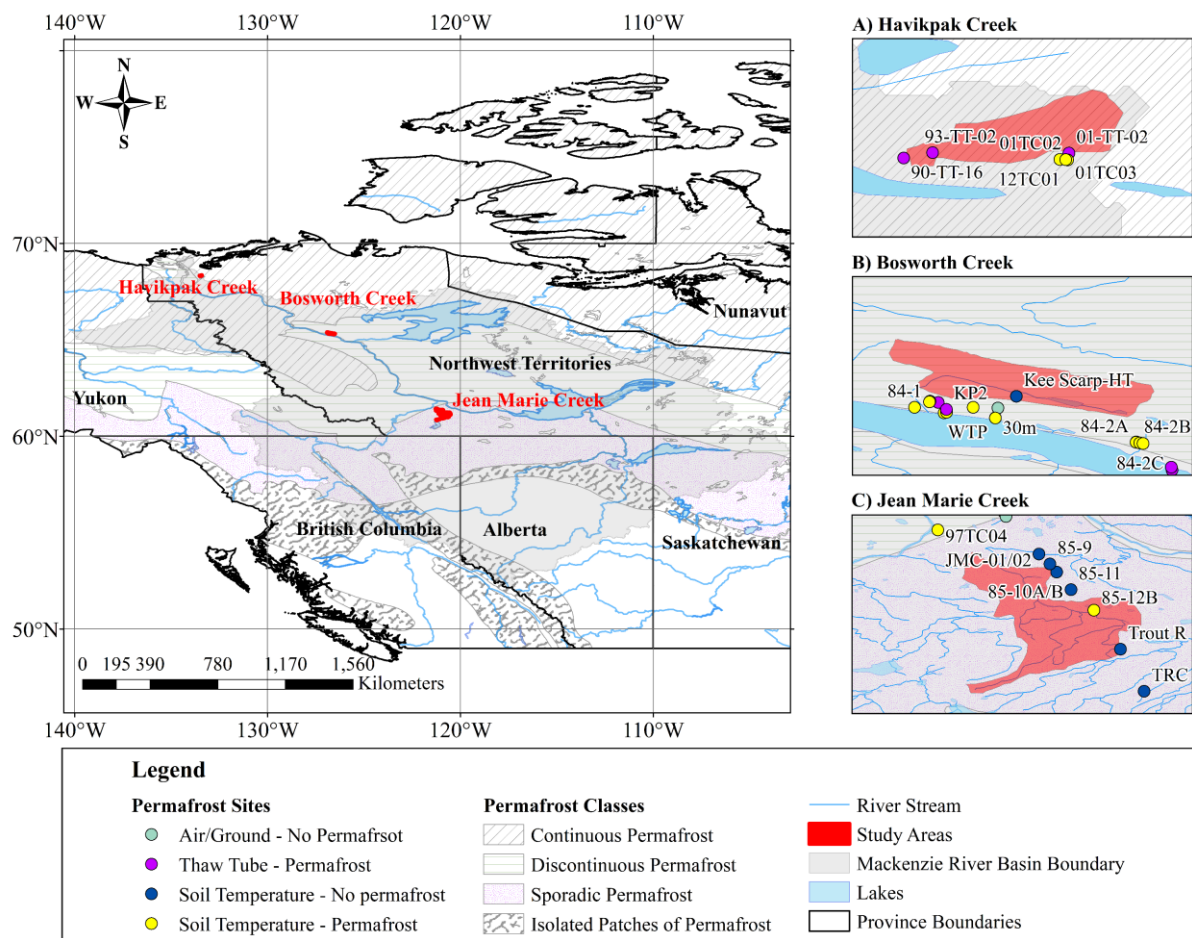 140°W 130°W 120°W 110°W
N
W E
S
70°N
60°N
50°N
Havikpak Creek
Bosworth Creek
Nunavut
Northwest Territories
Yukon
Jean Marie Creek
British Columbia
Alberta
Saskatchewan
0 195 390 780 1,170 1,560
Kilometers
140°W 130°W 120°W 110°W
A) Havikpak Creek
93-TT-02
01TC02
01-TT-02
90-TT-16
12TC01
01TC03
B) Bosworth Creek
Kee Scarp-HT
84-1
KP2
WTP
30m
84-2A
84-2B
84-2C
C) Jean Marie Creek
97TC04
85-9
JMC-01/02
85-11
85-10A/B
85-12B
Trout R
TRC
Legend
Permafrost Sites
Air/Ground - No Permafrsot
Thaw Tube - Permafrost
Soil Temperature - No permafrost
Soil Temperature - Permafrost
Permafrost Classes
Continuous Permafrost
Discontinuous Permafrost
Sporadic Permafrost
Isolated Patches of Permafrost
River Stream
Study Areas
Mackenzie River Basin Boundary
Lakes
Province Boundaries